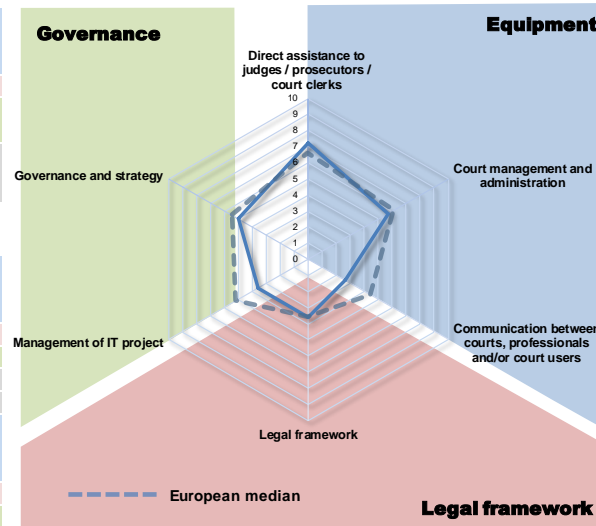 Governance
Equipment
Direct assistance to
judges / prosecutors /
court clerks
10
9
8
7
6
5
4
3
2
1
0
Governance and strategy
Court management and
administration
Management of IT project
Communication between
courts, professionals
and/or court users
Legal framework
European median
Legal framework